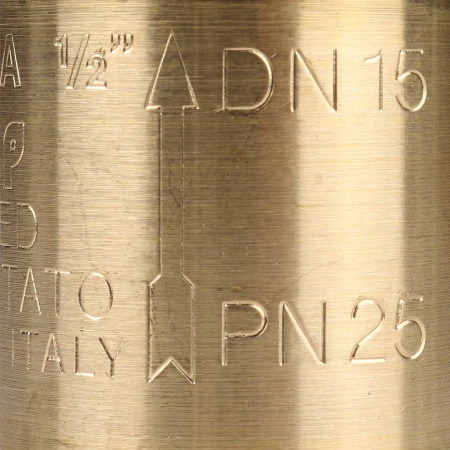 A 1/2” DN 15
P
ED
TATO
ITALY PN 25